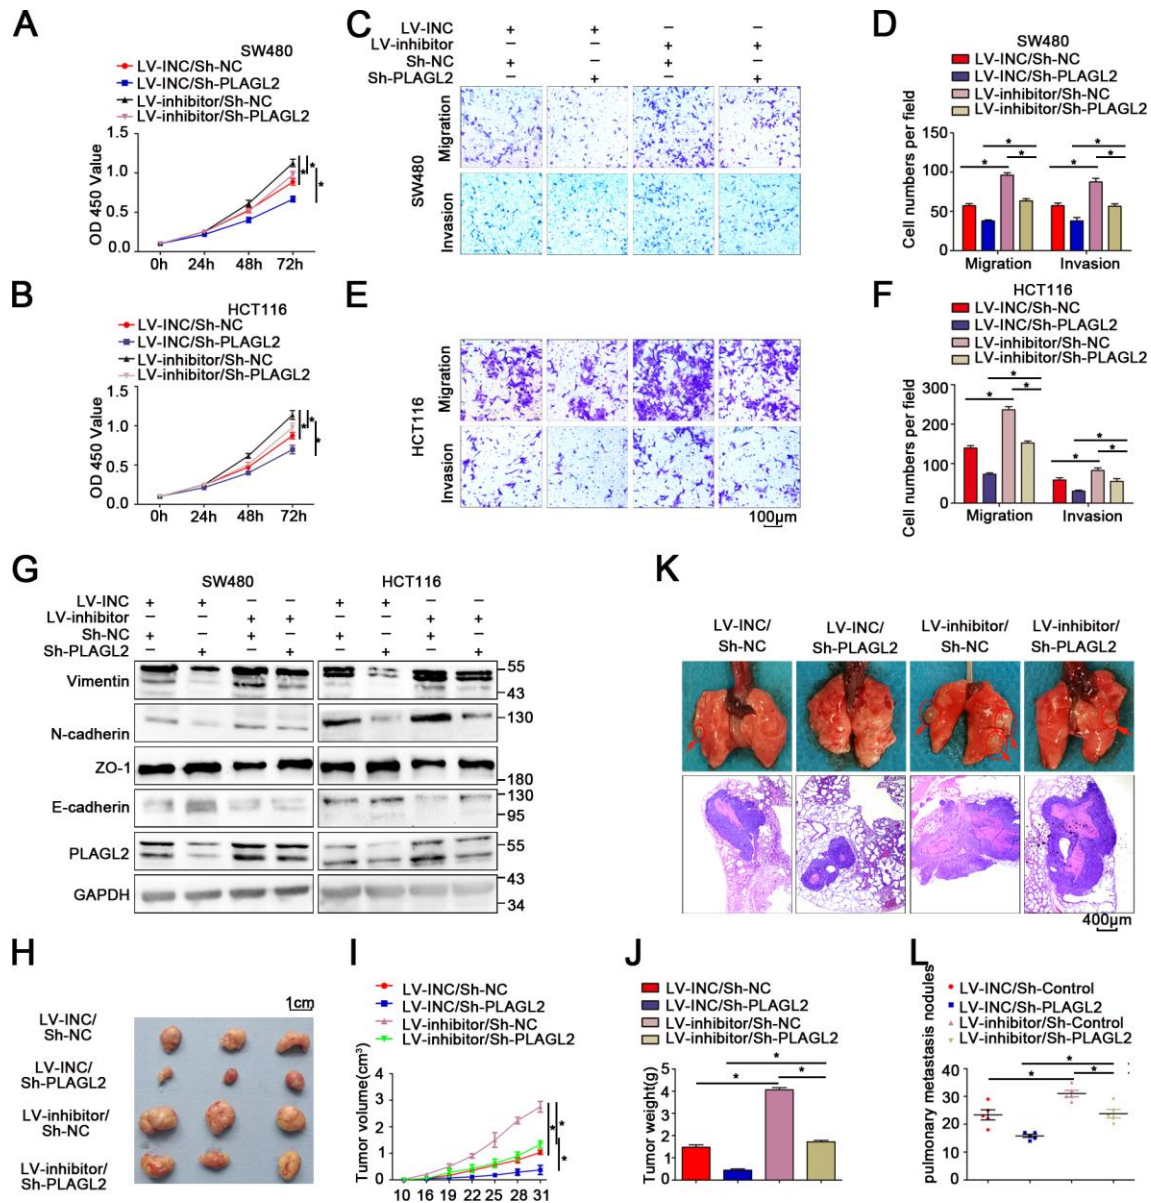 A
SW480
LV-INC/Sh-NC
LV-INC/Sh-PLAGL2
LV-inhibitor/Sh-NC
LV-inhibitor/Sh-PLAGL2
OD 450 Value
1.5
1.0
0.5
0.0
0h 24h 48h 72h
* * *
B
HCT116
LV-INC/Sh-NC
LV-INC/Sh-PLAGL2
LV-inhibitor/Sh-NC
LV-inhibitor/Sh-PLAGL2
OD 450 Value
1.5
1.0
0.5
0.0
0h 24h 48h 72h
* * *
C
LV-INC + + − −
LV-inhibitor − − + +
Sh-NC + − + −
Sh-PLAGL2 − + − +
SW480
Migration
Invasion
D
SW480
LV-INC/Sh-NC
LV-INC/Sh-PLAGL2
LV-inhibitor/Sh-NC
LV-inhibitor/Sh-PLAGL2
Cell numbers per field
150
100
50
0
* * * * * *
Migration Invasion
E
HCT116
Migration
Invasion
100μm
F
HCT116
LV-INC/Sh-NC
LV-INC/Sh-PLAGL2
LV-inhibitor/Sh-NC
LV-inhibitor/Sh-PLAGL2
Cell numbers per field
300
200
100
0
* * * * * *
Migration Invasion
G
SW480 HCT116
LV-INC + + − − + + − −
LV-inhibitor − − + + − − + +
Sh-NC + − + − + − + −
Sh-PLAGL2 − + − + − + − +
Vimentin 55
43
N-cadherin 130
ZO-1
180
E-cadherin 130
95
PLAGL2 55
43
GAPDH
34
K
LV-INC/ LV-INC/ LV-inhibitor/ LV-inhibitor/
Sh-NC Sh-PLAGL2 Sh-NC Sh-PLAGL2
400μm
H
1cm
LV-INC/
Sh-NC
LV-INC/
Sh-PLAGL2
LV-inhibitor/
Sh-NC
LV-inhibitor/
Sh-PLAGL2
I
LV-INC/Sh-NC
LV-INC/Sh-PLAGL2
LV-inhibitor/Sh-NC
LV-inhibitor/Sh-PLAGL2
Tumor volume(cm³)
4
3
2
1
0
10 16 19 22 25 28 31
* * *
J
LV-INC/Sh-NC
LV-INC/Sh-PLAGL2
LV-inhibitor/Sh-NC
LV-inhibitor/Sh-PLAGL2
Tumor weight(g)
5
4
3
2
1
0
* * *
L
LV-INC/Sh-Control
LV-INC/Sh-PLAGL2
LV-inhibitor/Sh-Control
LV-inhibitor/Sh-PLAGL2
pulmonary metastasis nodules
40
30
20
10
0
* * *